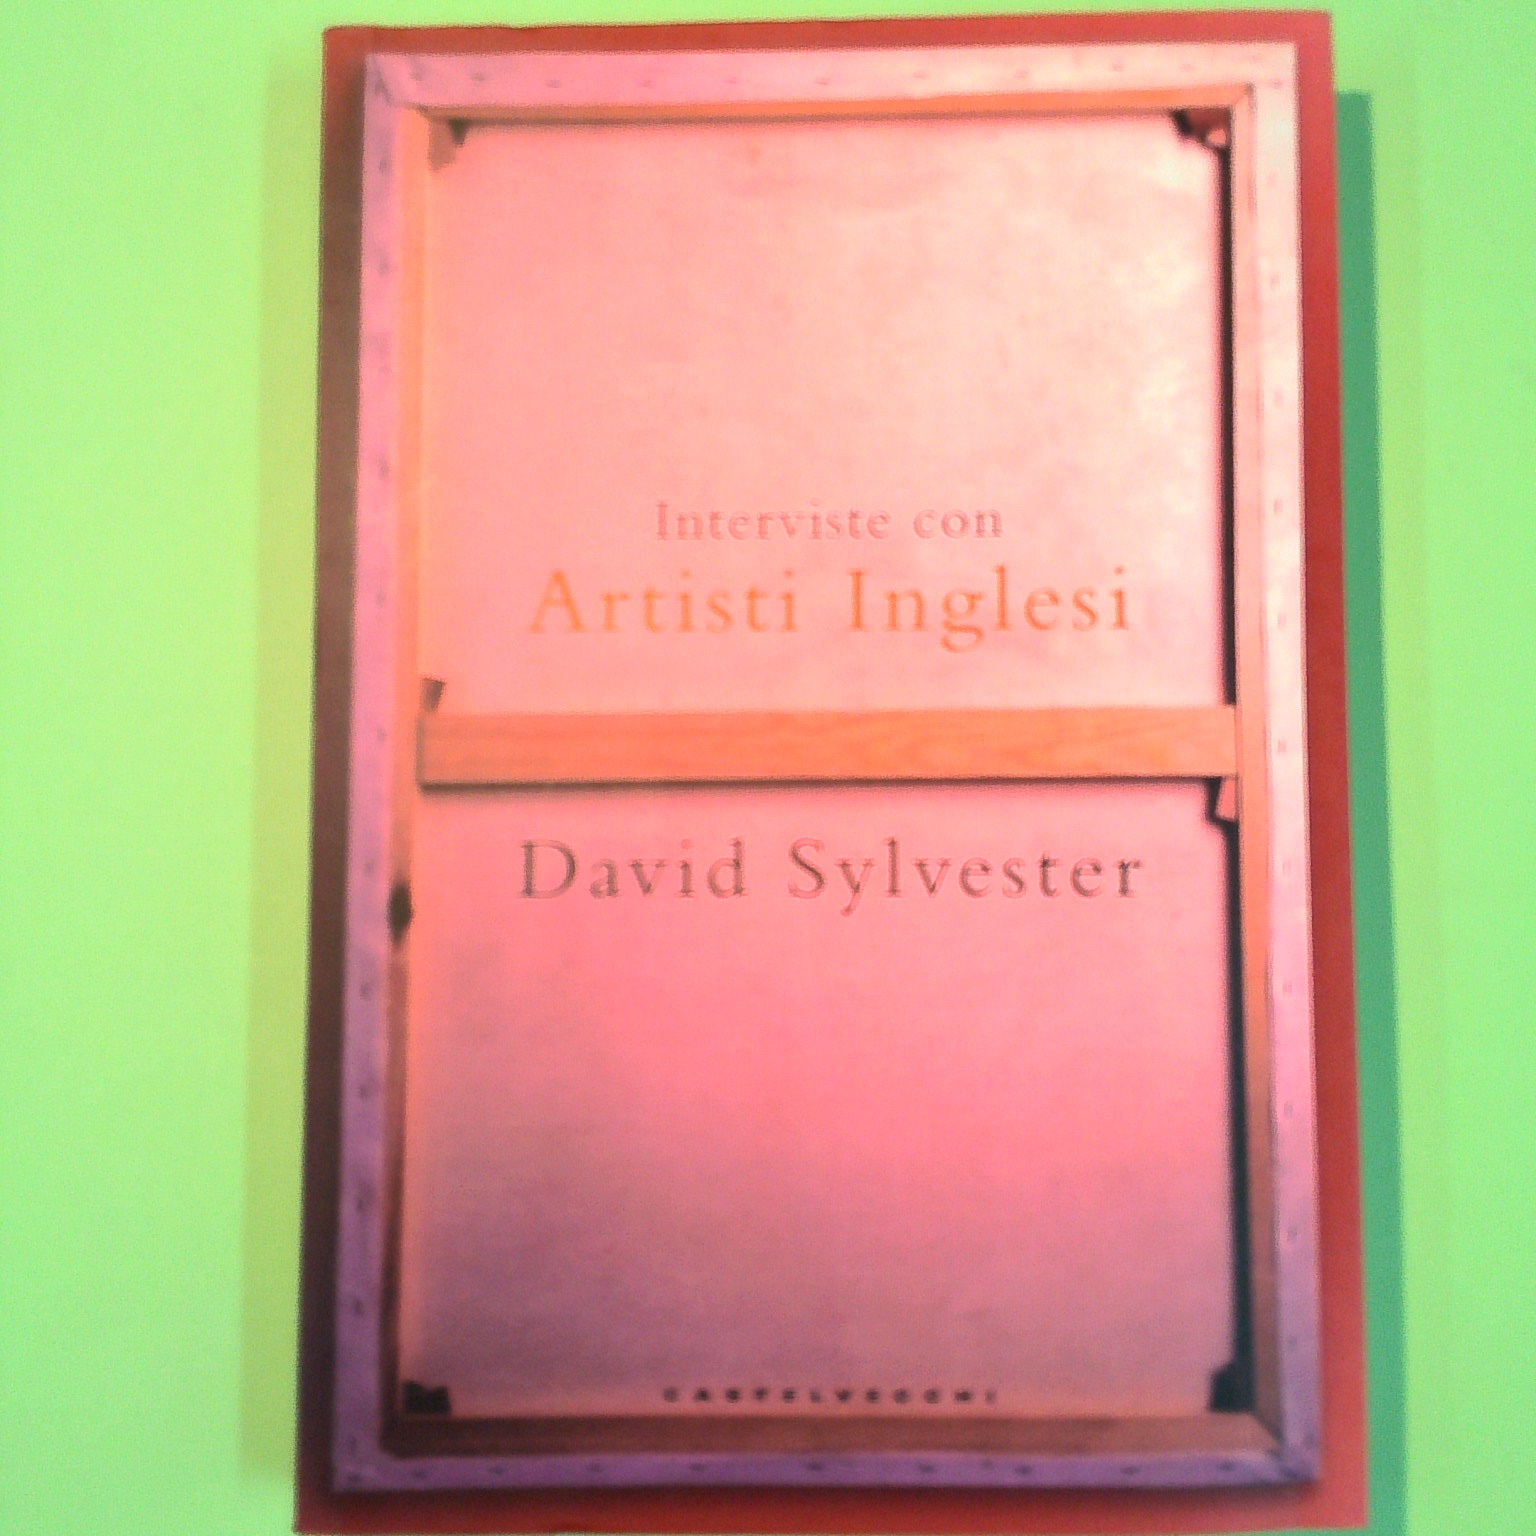 Interviste con
Artisti Inglesi
David Sylvester
CASTELVECCHI